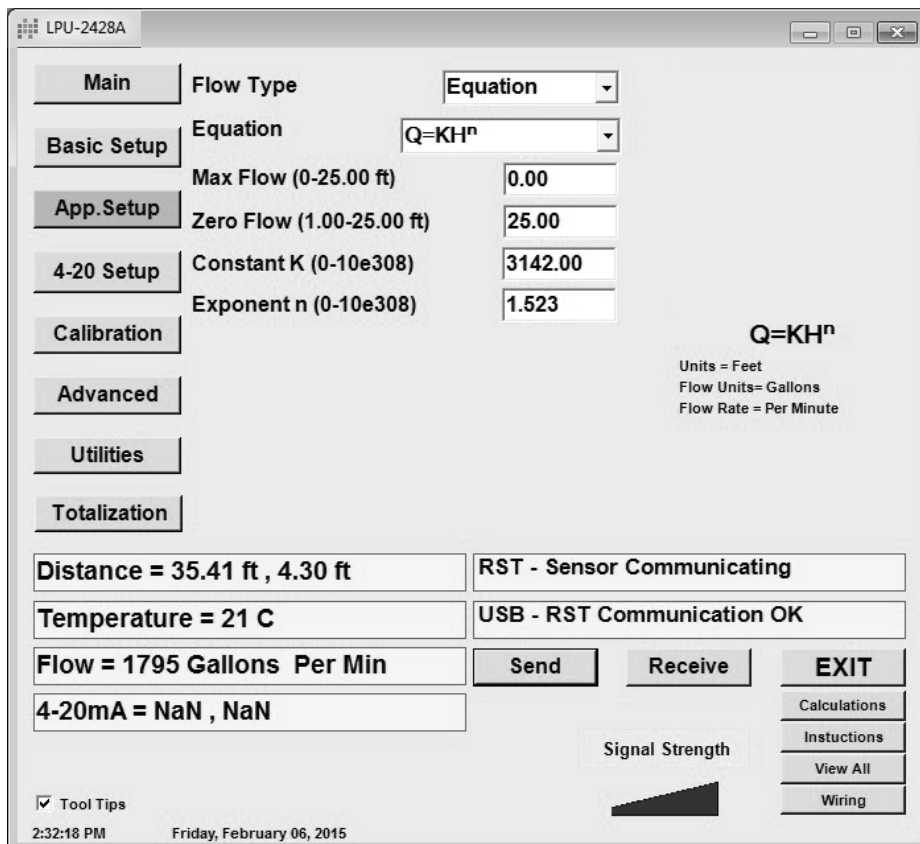 LPU-2428A
Main
Basic Setup
App.Setup
4-20 Setup
Calibration
Advanced
Utilities
Totalization
Flow Type Equation
Equation Q=KHⁿ
Max Flow (0-25.00 ft) 0.00
Zero Flow (1.00-25.00 ft) 25.00
Constant K (0-10e308) 3142.00
Exponent n (0-10e308) 1.523
Q=KHⁿ
Units = Feet
Flow Units= Gallons
Flow Rate = Per Minute
Distance = 35.41 ft , 4.30 ft
Temperature = 21 C
Flow = 1795 Gallons Per Min
4-20mA = NaN , NaN
RST - Sensor Communicating
USB - RST Communication OK
Send
Receive
EXIT
Calculations
Instuctions
View All
Wiring
Signal Strength
Tool Tips
2:32:18 PM Friday, February 06, 2015